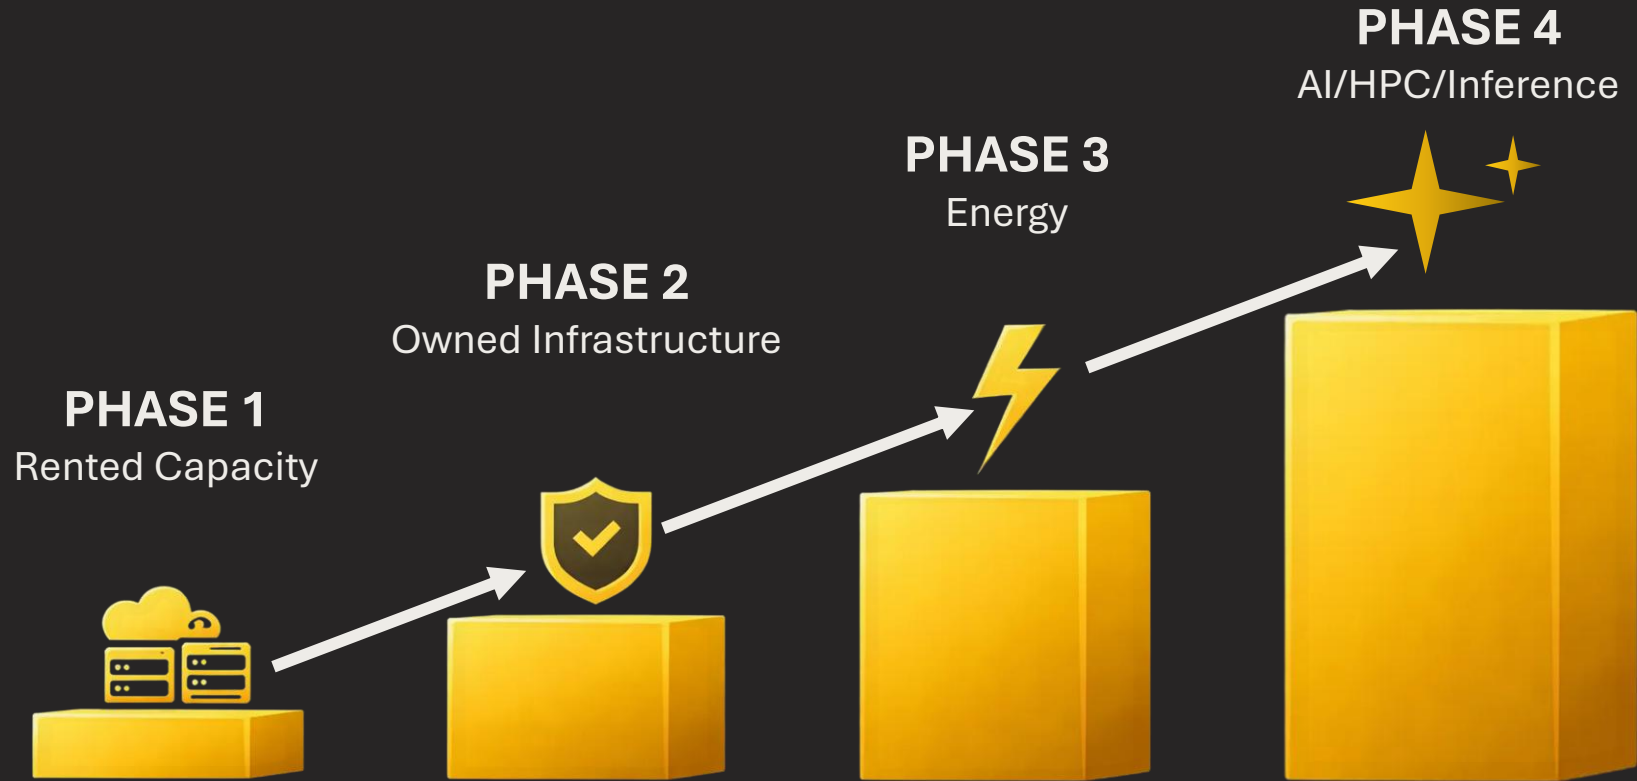 PHASE 1
Rented Capacity
PHASE 2
Owned Infrastructure
PHASE 3
Energy
PHASE 4
AI/HPC/Inference